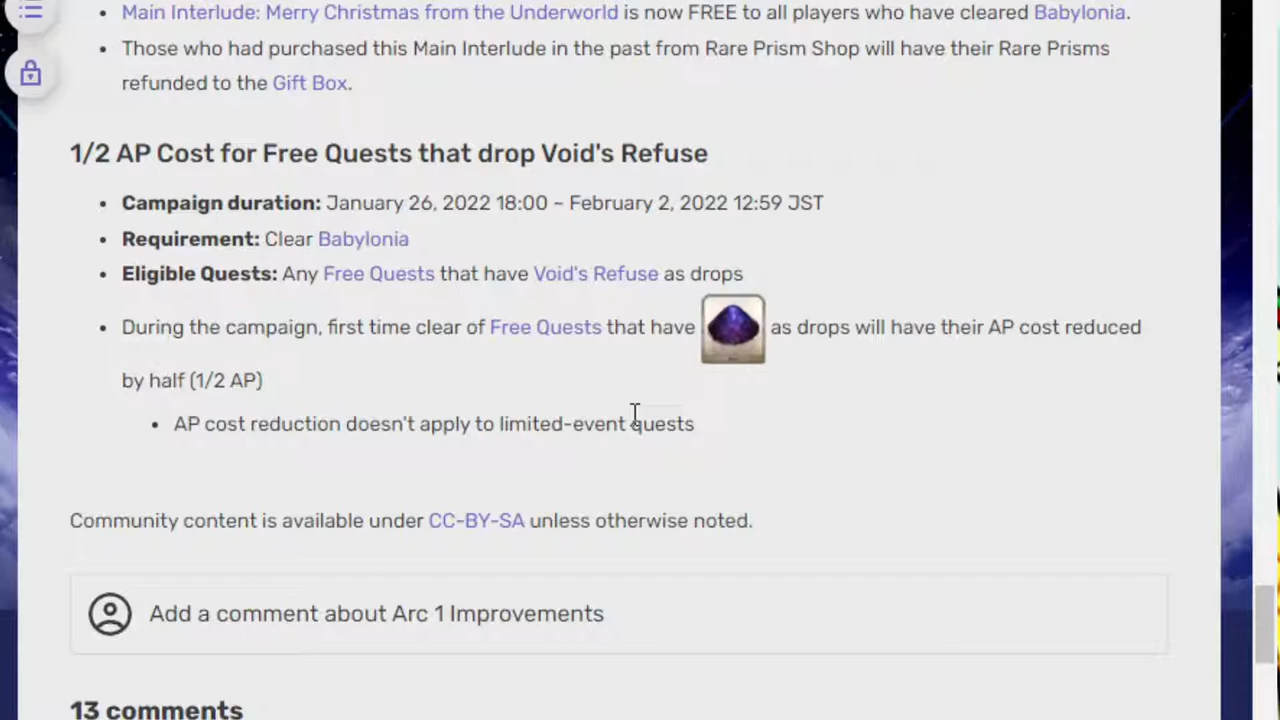 Main Interlude: Merry Christmas from the Underworld is now FREE to all players who have cleared Babylonia.
Those who had purchased this Main Interlude in the past from Rare Prism Shop will have their Rare Prisms
refunded to the Gift Box.
1/2 AP Cost for Free Quests that drop Void's Refuse
Campaign duration: January 26, 2022 18:00 ~ February 2, 2022 12:59 JST
Requirement: Clear Babylonia
Eligible Quests: Any Free Quests that have Void's Refuse as drops
During the campaign, first time clear of Free Quests that have as drops will have their AP cost reduced
by half (1/2 AP)
AP cost reduction doesn't apply to limited-event quests
Community content is available under CC-BY-SA unless otherwise noted.
Add a comment about Arc 1 Improvements
13 comments